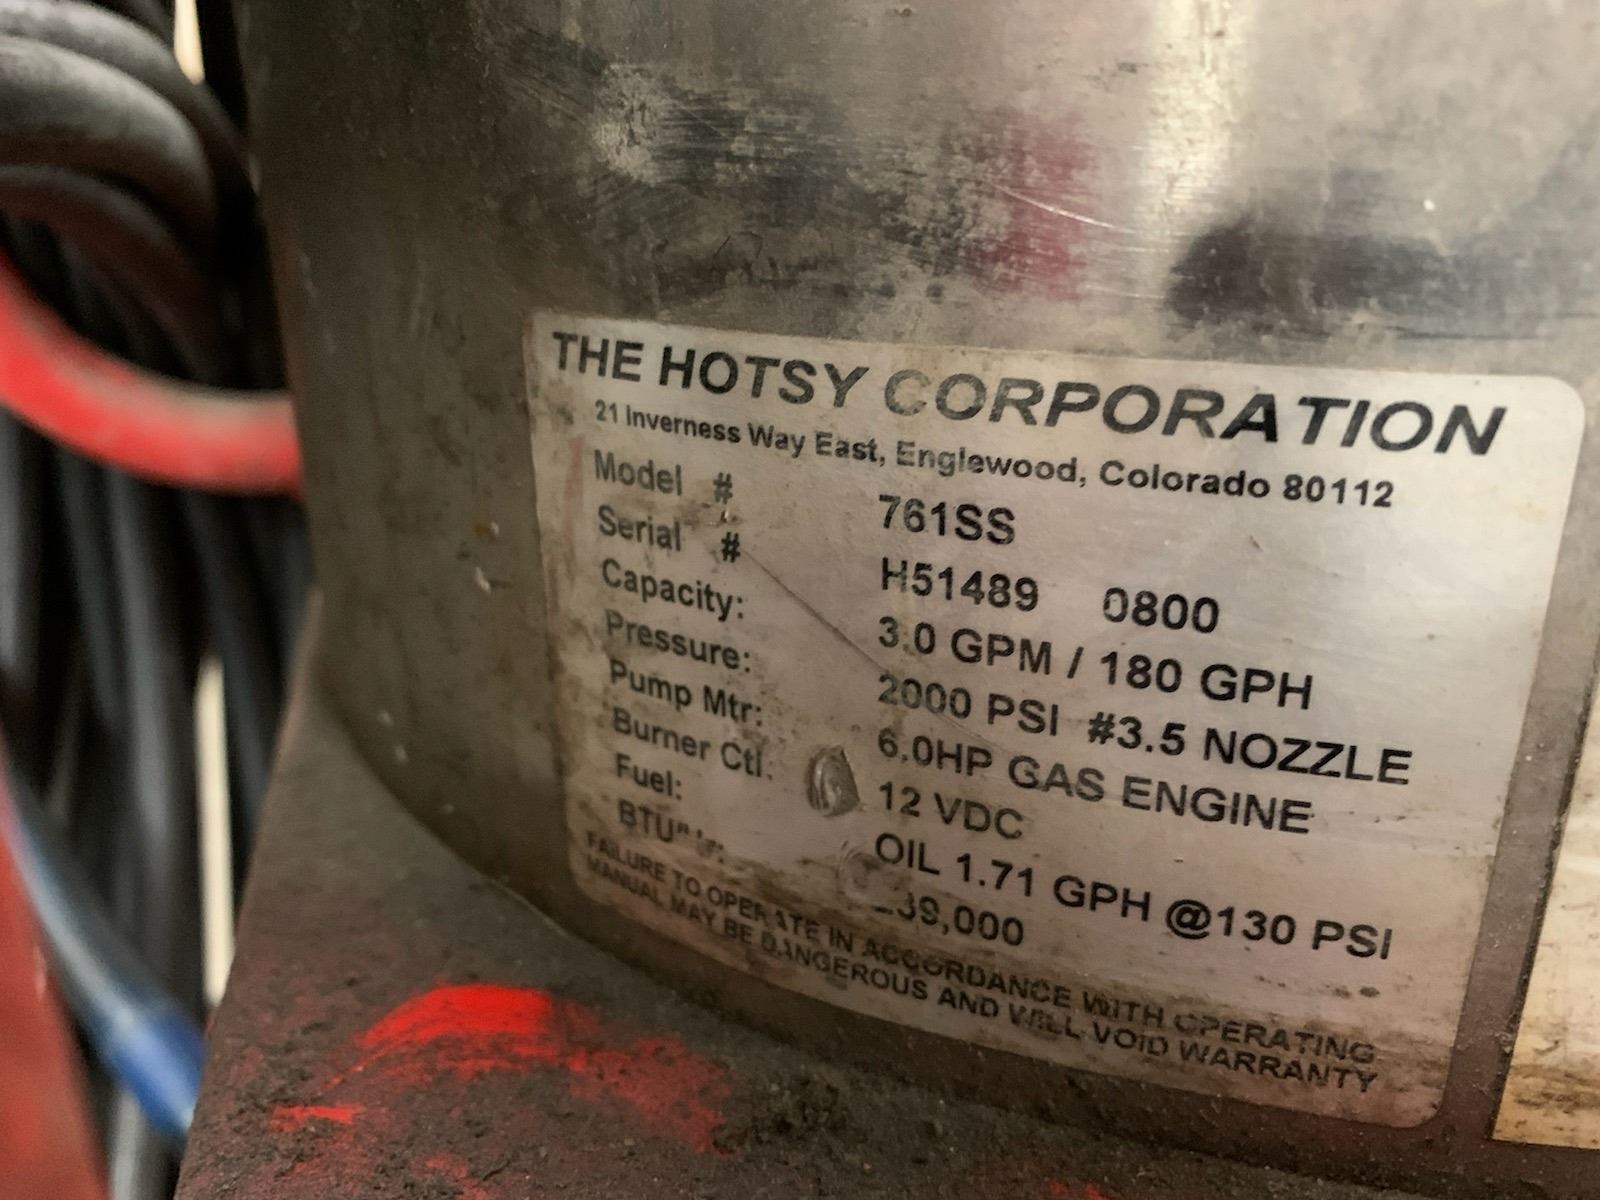 THE HOTSY CORPORATION
21 Inverness Way East, Englewood, Colorado 80112
Model # 761SS
Serial # H51489 0800
Capacity: 3.0 GPM / 180 GPH
Pressure: 2000 PSI #3.5 NOZZLE
Pump Mtr: 6.0HP GAS ENGINE
Burner Ctl: 12 VDC
Fuel: OIL 1.71 GPH @130 PSI
FAILURE TO OPERATE IN ACCORDANCE WITH OPERATING
MANUAL MAY BE DANGEROUS AND WILL VOID WARRANTY